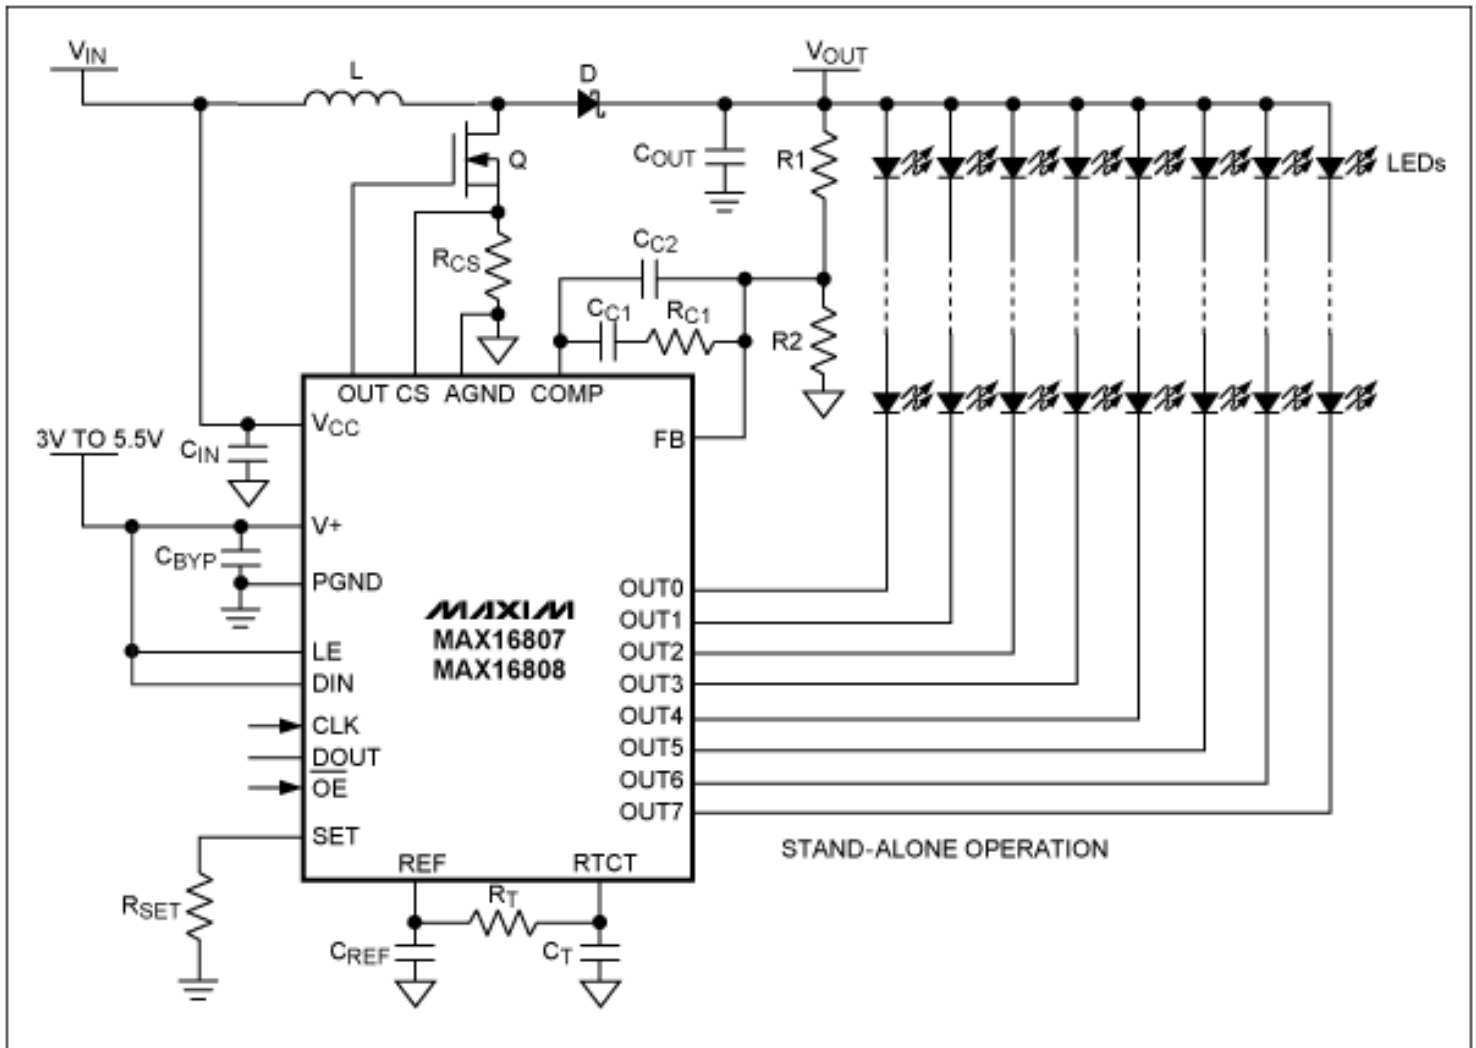 VIN
L
D
VOUT
Q
COUT
R1
LEDs
RCS
CC2
CC1
RC1
R2
OUT CS AGND COMP
VCC
FB
3V TO 5.5V
CIN
V+
CBYP
PGND
OUT0
MAXIM
OUT1
MAX16807
LE
OUT2
MAX16808
DIN
OUT3
CLK
OUT4
DOUT
OUT5
OE
OUT6
OUT7
SET
STAND-ALONE OPERATION
REF
RTCT
RT
RSET
CREF
CT